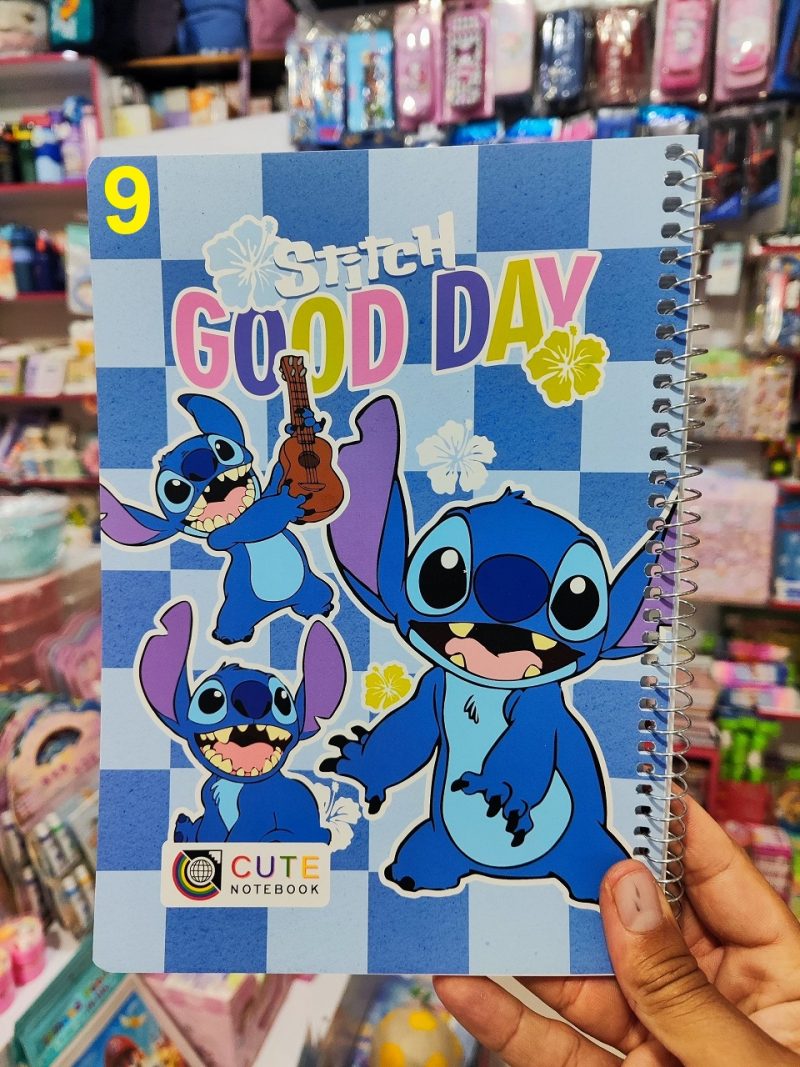 9
Stitch
GOOD DAY
CUTE
NOTEBOOK